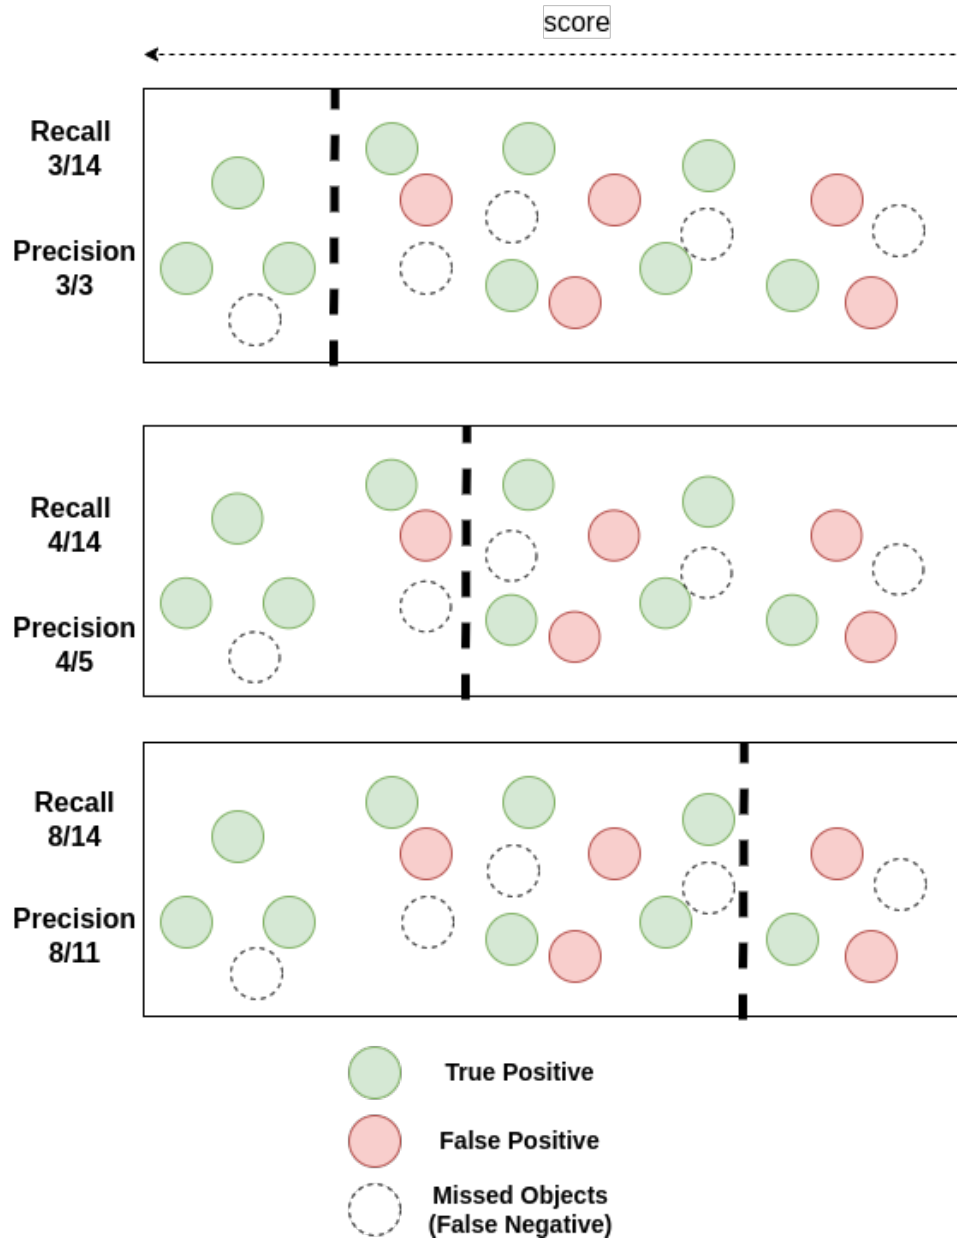 score
Recall
3/14
Precision
3/3
Recall
4/14
Precision
4/5
Recall
8/14
Precision
8/11
True Positive
False Positive
Missed Objects
(False Negative)